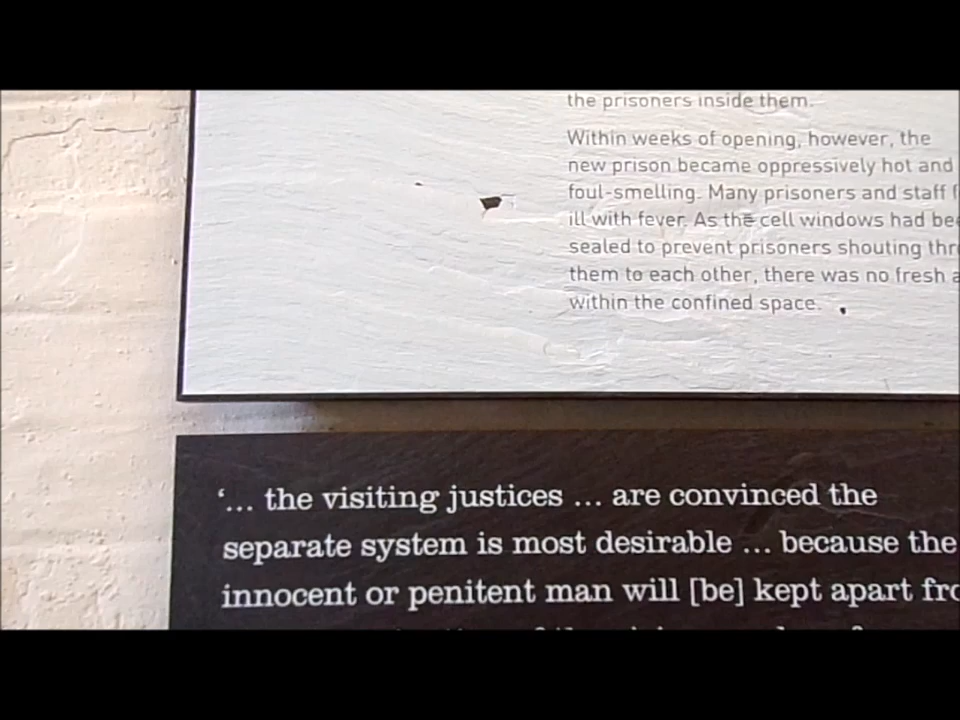 the prisoners inside them.
Within weeks of opening, however, the
new prison became oppressively hot and
foul-smelling. Many prisoners and staff
ill with fever. As the cell windows had
sealed to prevent prisoners shouting
them to each other, there was no fresh
within the confined space.
‘... the visiting justices ... are convinced the
separate system is most desirable ... because the
innocent or penitent man will [be] kept apart